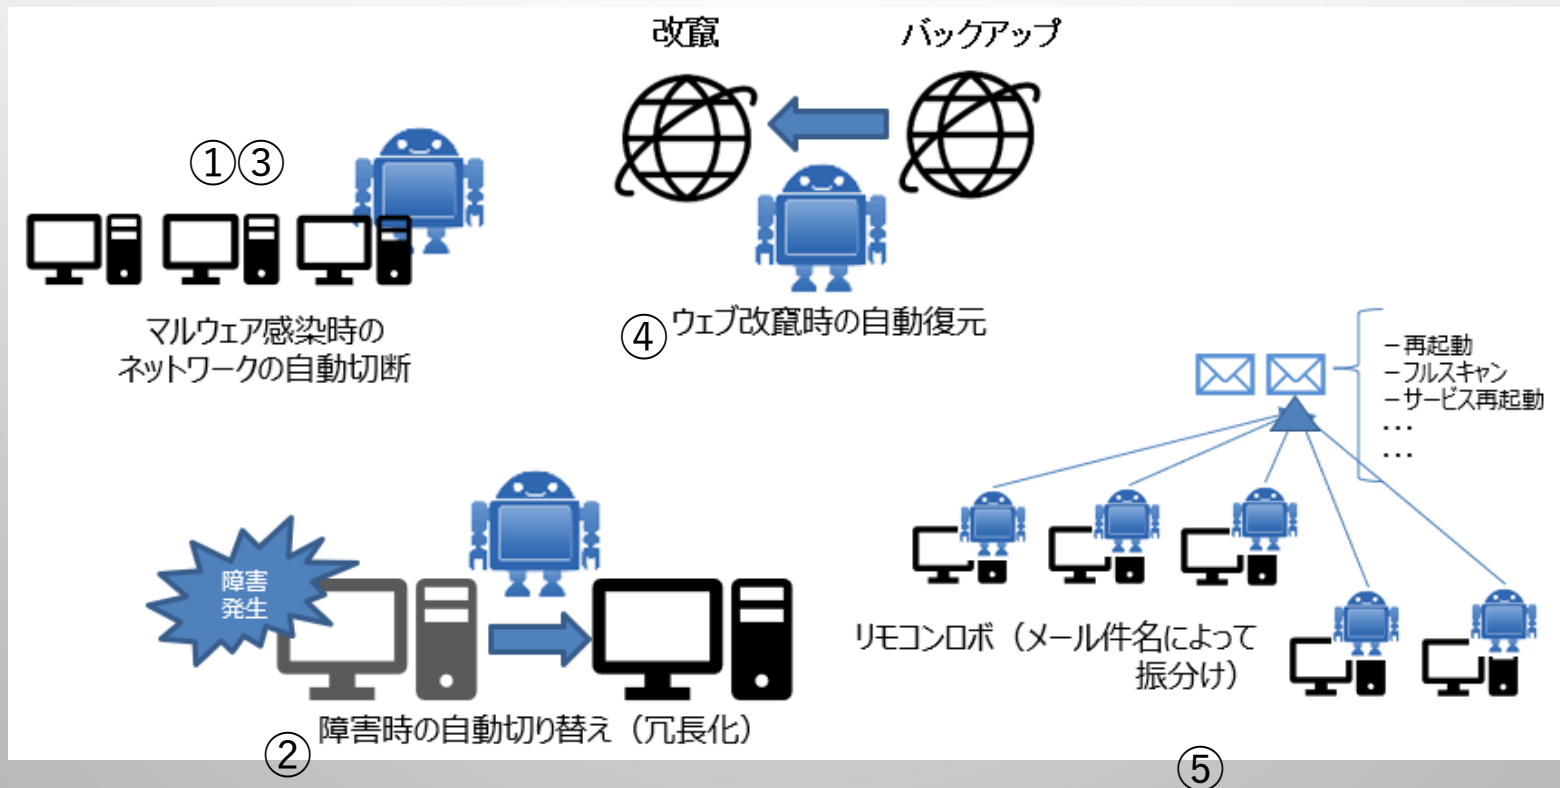 改竄
バックアップ
①③
マルウェア感染時の
ネットワークの自動切断
④
ウェブ改竄時の自動復元
障害
発生
障害時の自動切り替え（冗長化）
②
－再起動
－フルスキャン
－サービス再起動
・・・
・・・
リモコンロボ（メール件名によって
振分け）
⑤